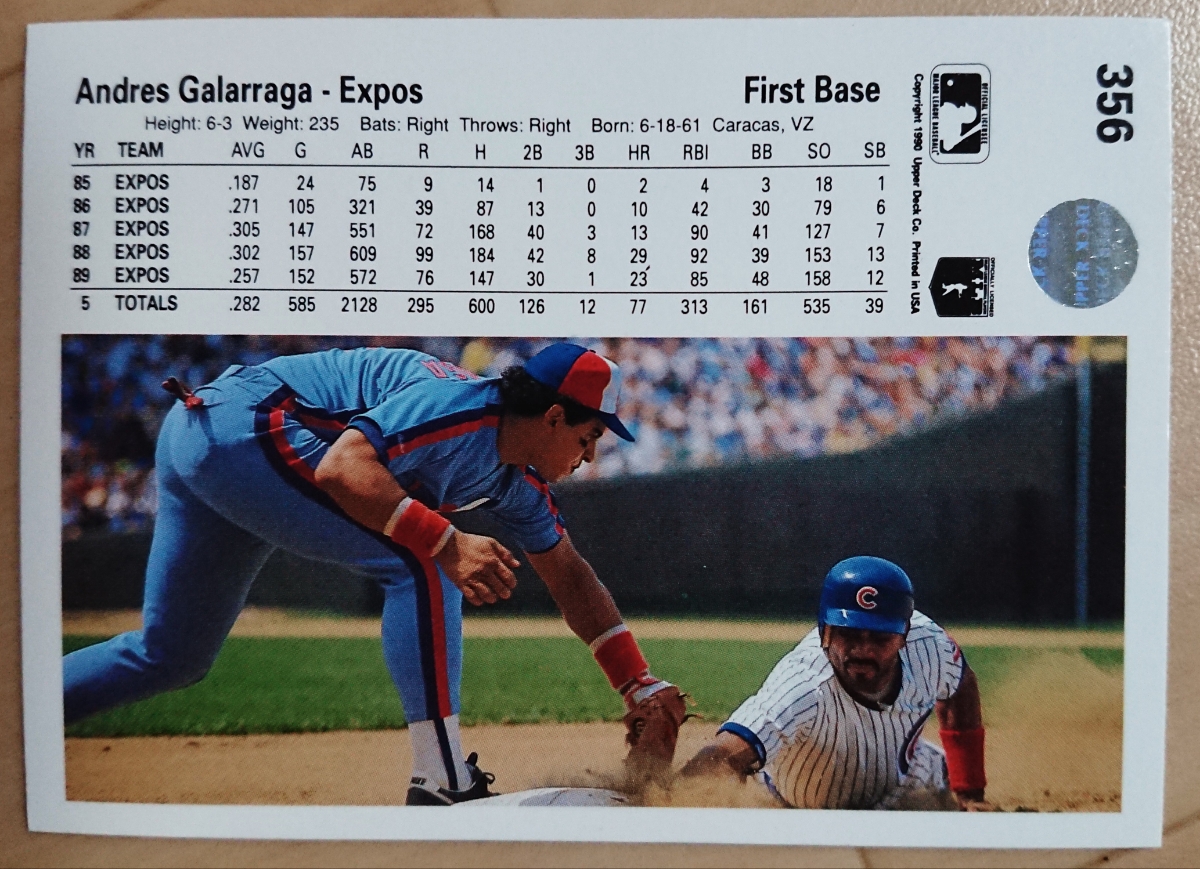 Andres Galarraga - Expos First Base
Height: 6-3 Weight: 235 Bats: Right Throws: Right Born: 6-18-61 Caracas, VZ
YR TEAM AVG G AB R H 2B 3B HR RBI BB SO SB
85 EXPOS .187 24 75 9 14 1 0 2 4 3 18 1
86 EXPOS .271 105 321 39 87 13 0 10 42 30 79 6
87 EXPOS .305 147 551 72 168 40 3 13 90 41 127 7
88 EXPOS .302 157 609 99 184 42 8 29 92 39 153 13
89 EXPOS .257 152 572 76 147 30 1 23 85 48 158 12
5 TOTALS .282 585 2128 295 600 126 12 77 313 161 535 39
Copyright 1990 Upper Deck Co. Printed in USA
OFFICIAL LICENSEE
MAJOR LEAGUE BASEBALL
356
C